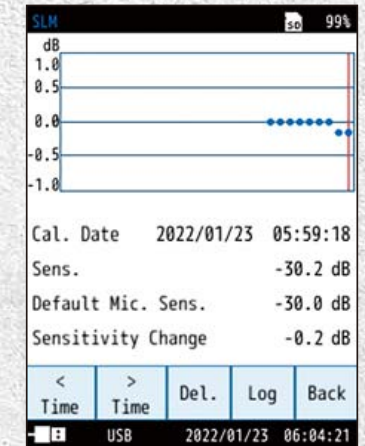 SLM SD 99%
dB
1.0
0.5
0.0
-0.5
-1.0
Cal. Date 2022/01/23 05:59:18
Sens. -30.2 dB
Default Mic. Sens. -30.0 dB
Sensitivity Change -0.2 dB
< > Del. Log Back
Time Time
USB 2022/01/23 06:04:21